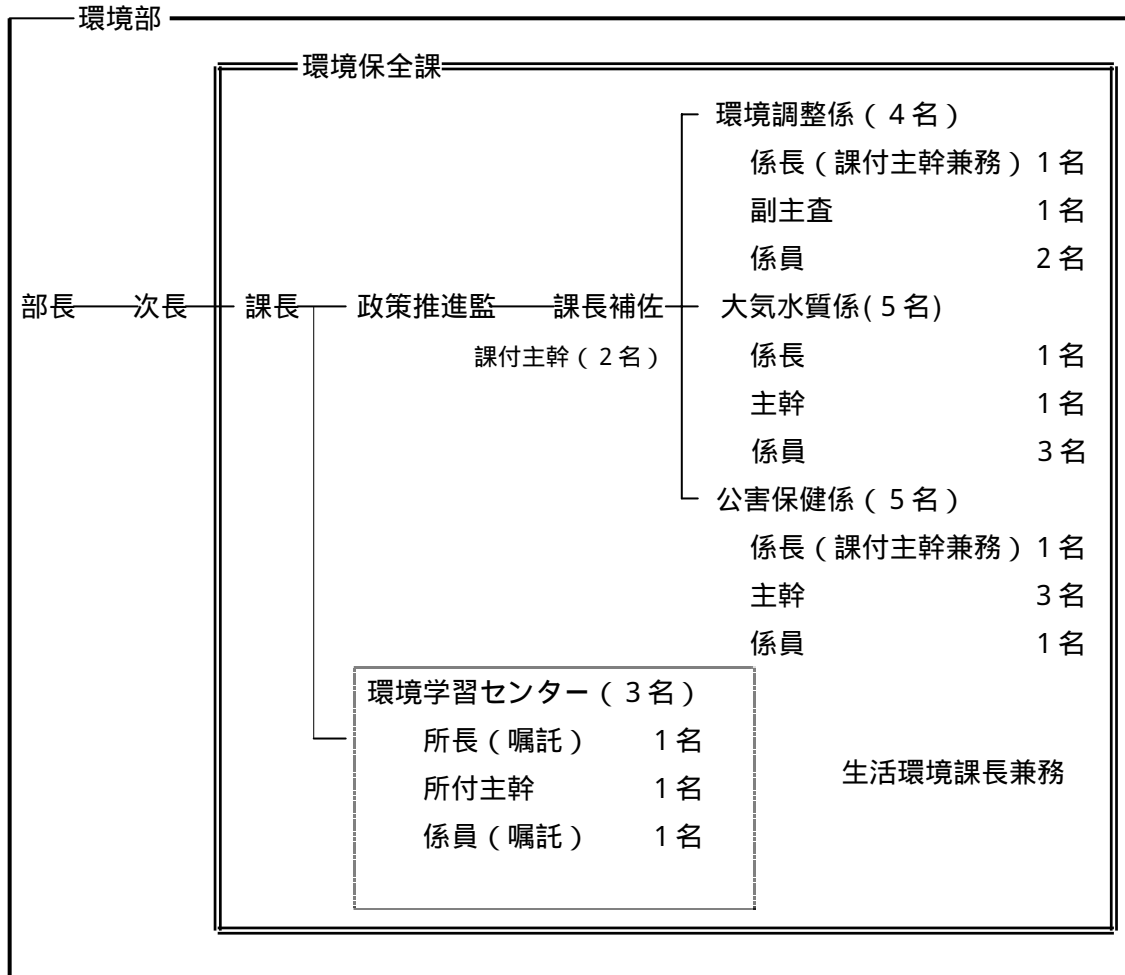 環境部
環境保全課
環境調整係（4名）
係長（課付主幹兼務）1名
副主査 1名
係員 2名
部長 次長 課長 政策推進監 課長補佐 大気水質係(5名)
課付主幹（2名）
係長 1名
主幹 1名
係員 3名
公害保健係（5名）
係長（課付主幹兼務）1名
主幹 3名
係員 1名
環境学習センター（3名）
所長（嘱託） 1名
所付主幹 1名
係員（嘱託） 1名
生活環境課長兼務